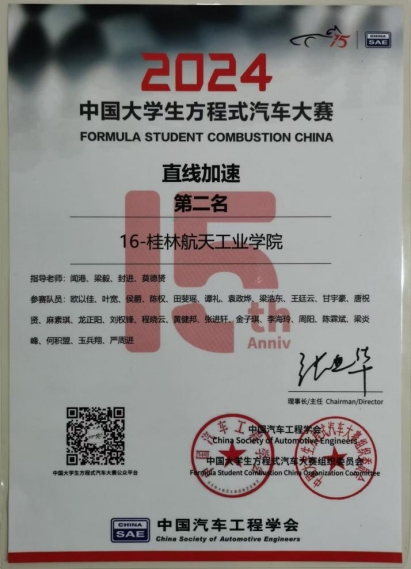 15
CHINA
SAE
2024
中国大学生方程式汽车大赛
FORMULA STUDENT COMBUSTION CHINA
直线加速
第二名
16-桂林航天工业学院
15th
Anniv
指导老师：闻港、梁毅、封进、莫德赟
参赛队员：欧以佳、叶宽、侯爵、陈权、田斐瑶、谭礼、袁政烨、梁浩东、王廷云、甘宇豪、唐祝
贤、麻素琪、龙正阳、刘权锋、程晓云、黄健邦、张进轩、金子琪、李海玲、周阳、陈霖斌、梁炎
峰、何积盟、玉兵翔、严周进
理事长/主任 Chairman/Director
中国汽车工程学会
China Society of Automotive Engineers
中国大学生方程式汽车大赛组织委员会
Formula Student Combustion China Organization Committee
中国大学生方程式汽车大赛公众平台
CHINA
SAE
中国汽车工程学会
China Society of Automotive Engineers